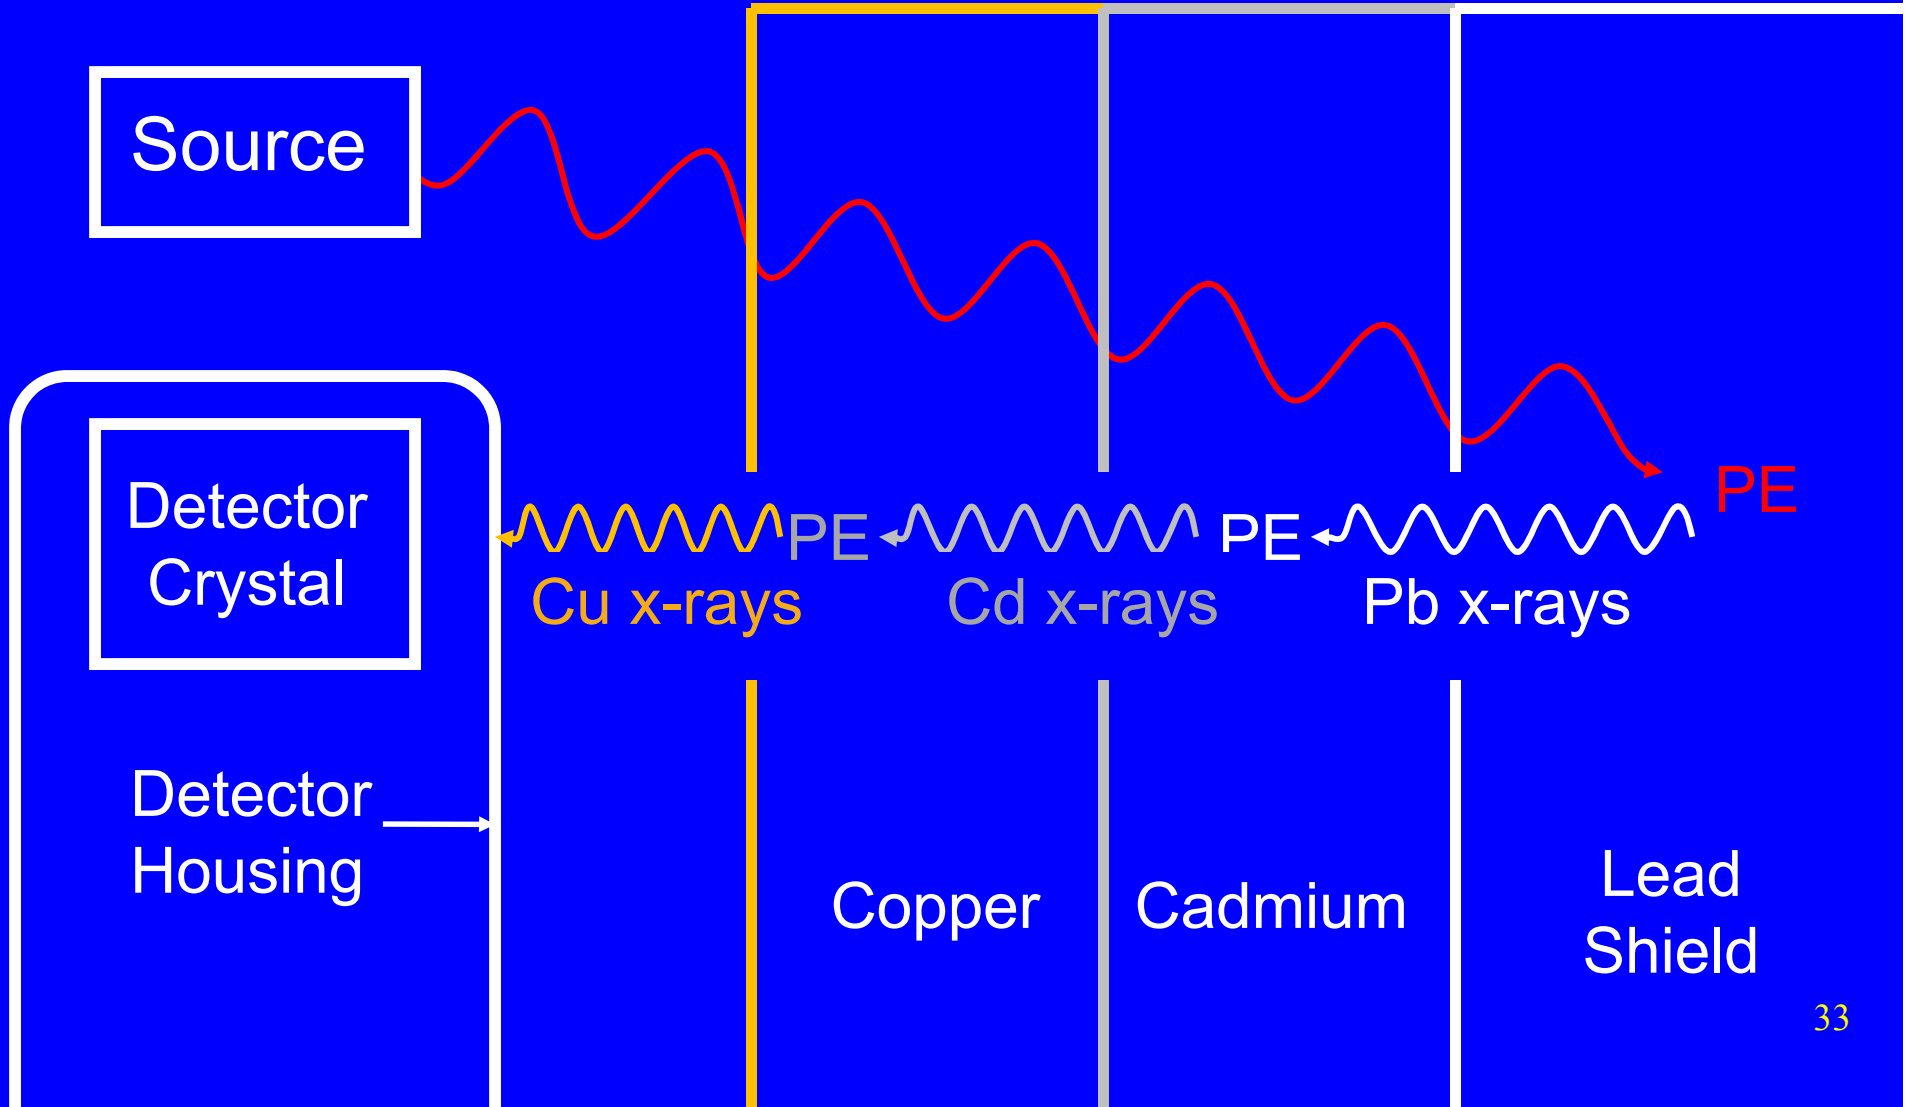 Source
PE
Detector
Crystal
PE
PE
Cu x-rays
Cd x-rays
Pb x-rays
Detector
Housing
Copper
Cadmium
Lead
Shield
33